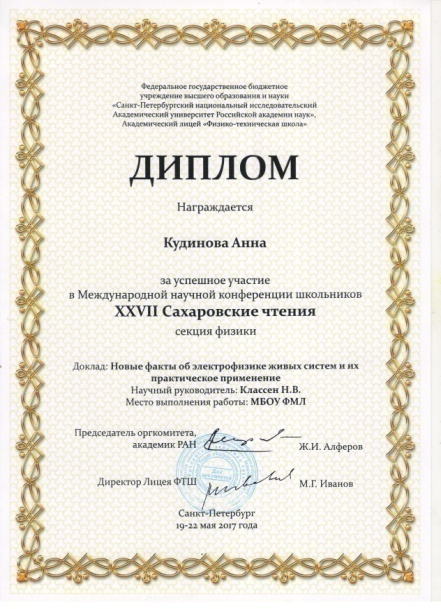 Федеральное государственное бюджетное
учреждение высшего образования и науки
«Санкт-Петербургский национальный исследовательский
Академический университет Российской академии наук»,
Академический лицей «Физико-техническая школа»
ДИПЛОМ
Награждается
Кудинова Анна
за успешное участие
в Международной научной конференции школьников
XXVII Сахаровские чтения
секция физики
Доклад: Новые факты об электрофизике живых систем и их
практическое применение
Научный руководитель: Классен Н.В.
Место выполнения работы: МБОУ ФМЛ
Председатель оргкомитета,
академик РАН Ж.И. Алферов
Директор Лицея ФТШ М.Г. Иванов
Санкт-Петербург
19-22 мая 2017 года